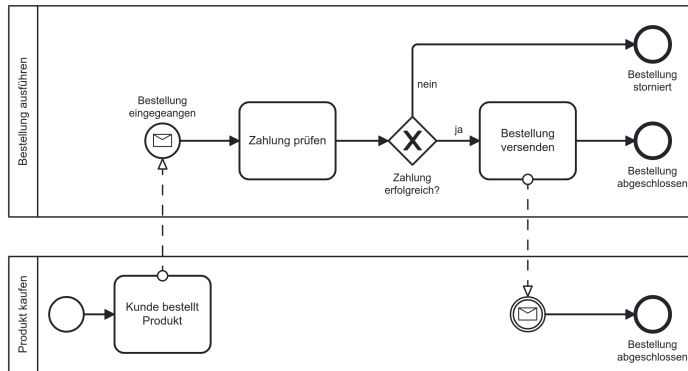 Bestellung ausführen
Bestellung
eingegeangen
Zahlung prüfen
nein
ja
Zahlung
erfolgreich?
Bestellung
versenden
Bestellung
storniert
Bestellung
abgeschlossen
Produkt kaufen
Kunde bestellt
Produkt
Bestellung
abgeschlossen